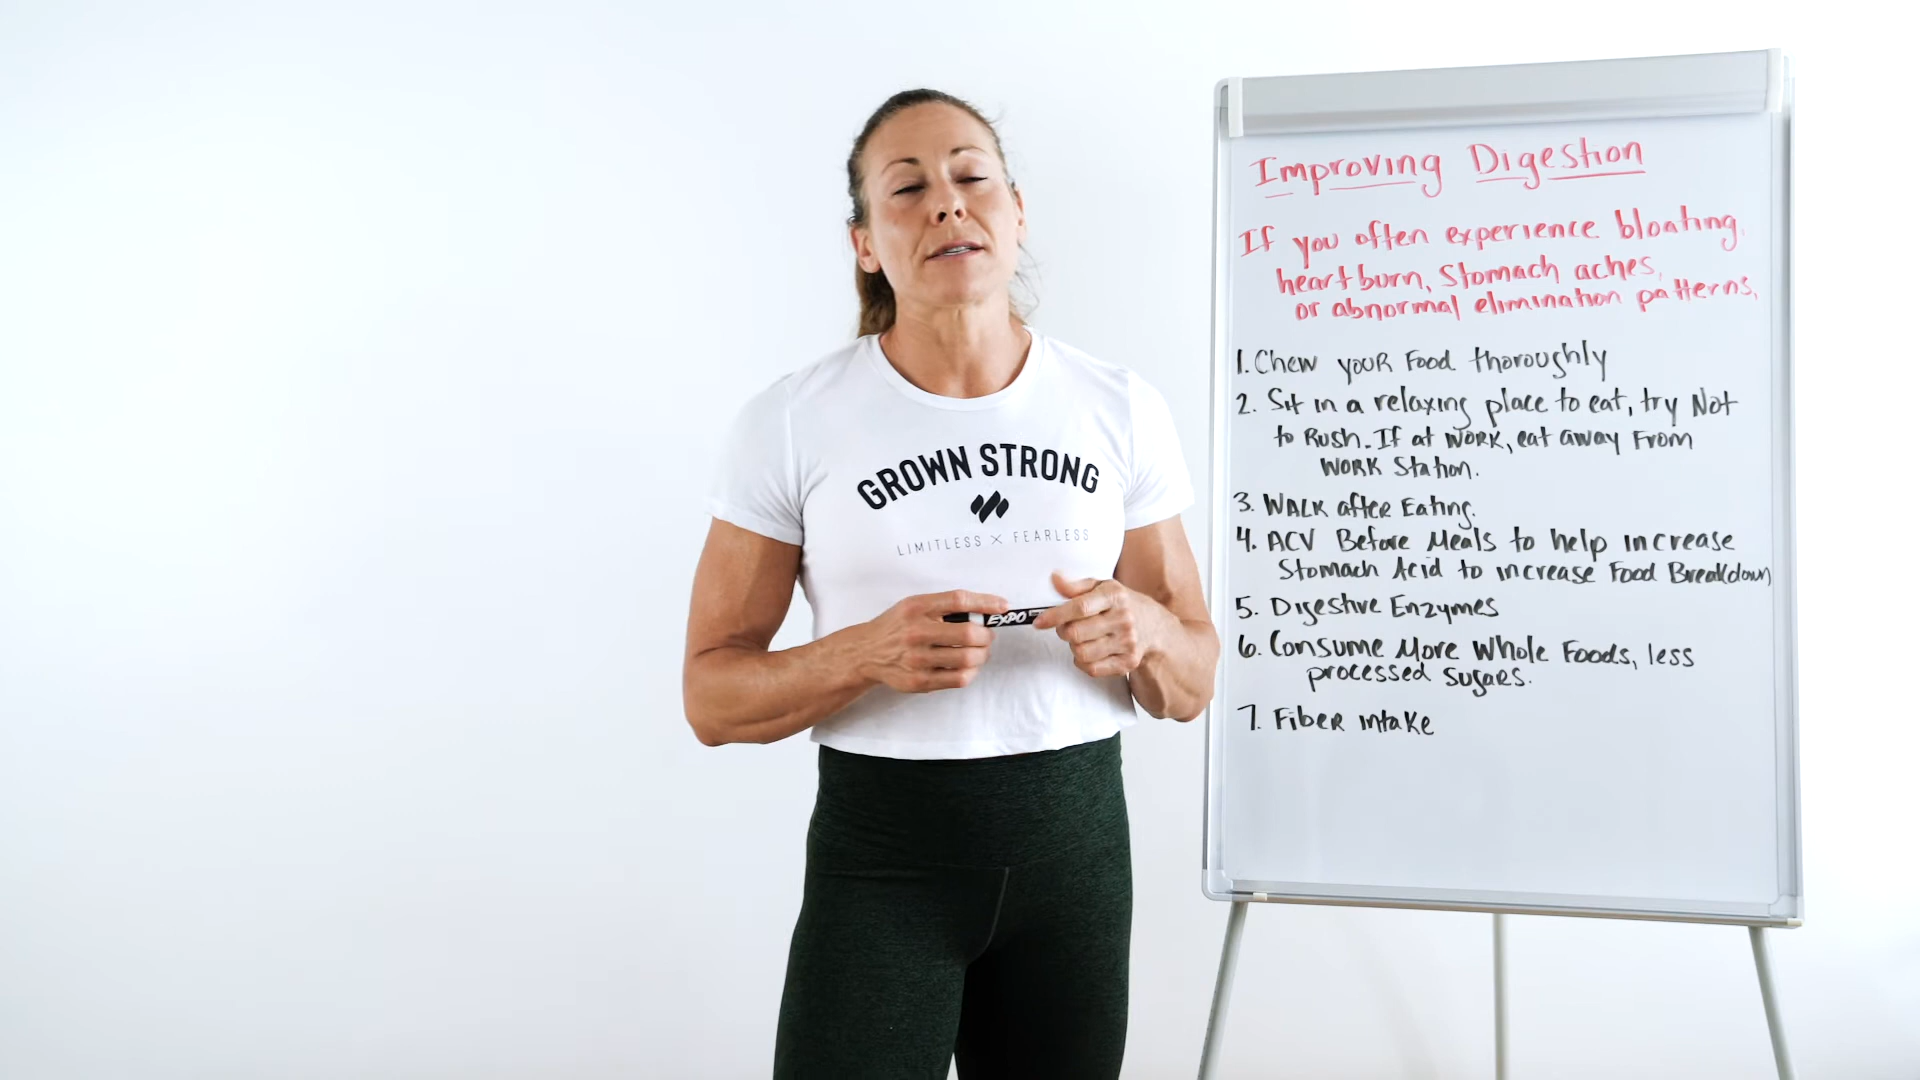 GROWN STRONG
LIMITLESS X FEARLESS
EXPO
Improving Digestion
If you often experience bloating,
heartburn, stomach aches,
or abnormal elimination patterns,
1. Chew your Food thoroughly
2. Sit in a relaxing place to eat, try Not
to Rush. If at work, eat away From
work station.
3. Walk after Eating.
4. ACV Before Meals to help increase
Stomach Acid to increase Food Breakdown
5. Digestive Enzymes
6. Consume More Whole Foods, less
processed sugars.
7. Fiber intake